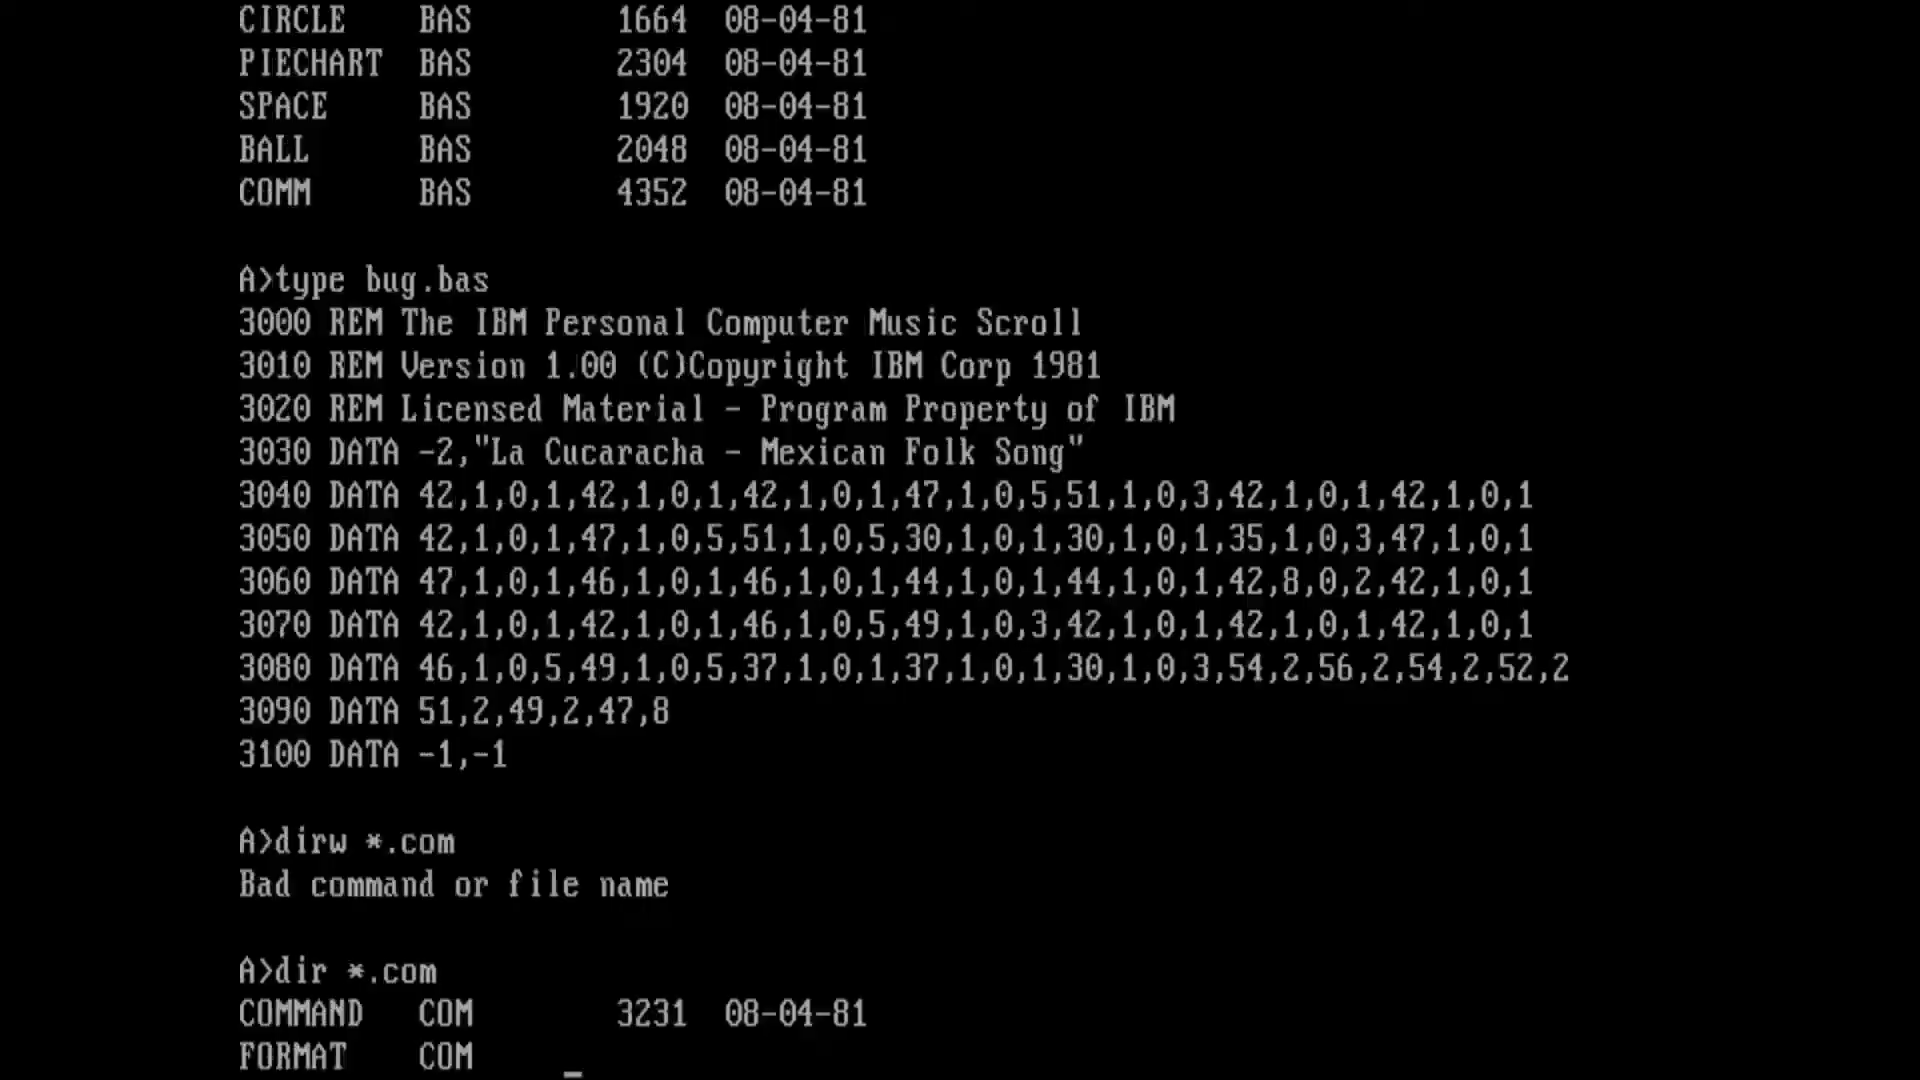 CIRCLE   BAS     1664  08-04-81
PIECHART BAS     2304  08-04-81
SPACE    BAS     1920  08-04-81
BALL     BAS     2048  08-04-81
COMM     BAS     4352  08-04-81
A>type bug.bas
3000 REM The IBM Personal Computer Music Scroll
3010 REM Version 1.00 (C)Copyright IBM Corp 1981
3020 REM Licensed Material - Program Property of IBM
3030 DATA -2,"La Cucaracha - Mexican Folk Song"
3040 DATA 42,1,0,1,42,1,0,1,42,1,0,1,47,1,0,5,51,1,0,3,42,1,0,1,42,1,0,1
3050 DATA 42,1,0,1,47,1,0,5,51,1,0,5,30,1,0,1,30,1,0,1,35,1,0,3,47,1,0,1
3060 DATA 47,1,0,1,46,1,0,1,46,1,0,1,44,1,0,1,44,1,0,1,42,8,0,2,42,1,0,1
3070 DATA 42,1,0,1,42,1,0,1,46,1,0,5,49,1,0,3,42,1,0,1,42,1,0,1,42,1,0,1
3080 DATA 46,1,0,5,49,1,0,5,37,1,0,1,37,1,0,1,30,1,0,3,54,2,56,2,54,2,52,2
3090 DATA 51,2,49,2,47,8
3100 DATA -1,-1
A>dirw *.com
Bad command or file name
A>dir *.com
COMMAND  COM     3231  08-04-81
FORMAT   COM     _